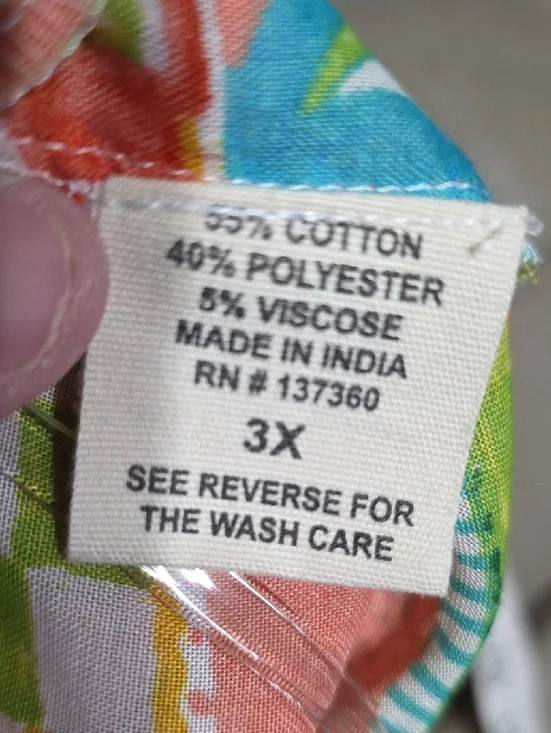 55% COTTON
40% POLYESTER
5% VISCOSE
MADE IN INDIA
RN # 137360
3X
SEE REVERSE FOR
THE WASH CARE